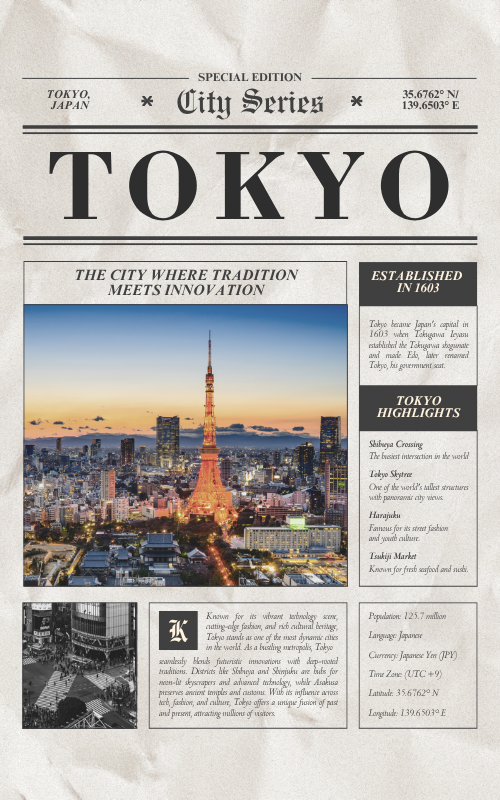 SPECIAL EDITION
TOKYO,
JAPAN
City Series
35.6762° N/
139.6503° E
TOKYO
THE CITY WHERE TRADITION
MEETS INNOVATION
ESTABLISHED
IN 1603
Tokyo became Japan's capital in
1603 when Tokugawa Ieyasu
established the Tokugawa shogunate
and made Edo, later renamed
Tokyo, his government seat.
TOKYO
HIGHLIGHTS
Shibuya Crossing
The busiest intersection in the world
Tokyo Skytree
One of the world's tallest structures
with panoramic city views.
Harajuku
Famous for its street fashion
and youth culture.
Tsukiji Market
Known for fresh seafood and sushi.
K
Known for its vibrant technology scene,
cutting-edge fashion, and rich cultural heritage,
Tokyo stands as one of the most dynamic cities
in the world. As a bustling metropolis, Tokyo
seamlessly blends futuristic innovations with deep-rooted
traditions. Districts like Shibuya and Shinjuku are hubs for
neon-lit skyscrapers and advanced technology, while Asakusa
preserves ancient temples and customs. With its influence across
tech, fashion, and culture, Tokyo offers a unique fusion of past
and present, attracting millions of visitors.
Population: 125.7 million
Language: Japanese
Currency: Japanese Yen (JPY)
Time Zone: (UTC +9)
Latitude: 35.6762° N
Longitude: 139.6503° E